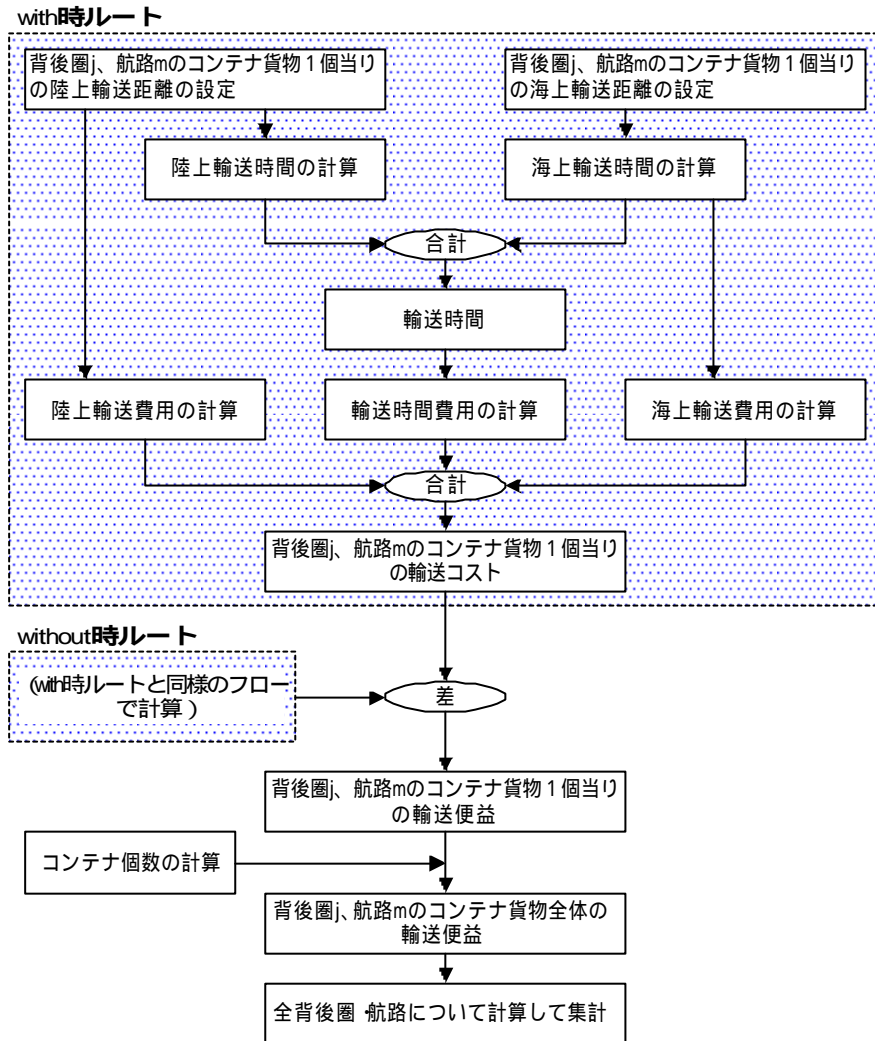 with時ルート
背後圏j、航路mのコンテナ貨物１個当り
の陸上輸送距離の設定
背後圏j、航路mのコンテナ貨物１個当り
の海上輸送距離の設定
陸上輸送時間の計算
海上輸送時間の計算
合計
輸送時間
陸上輸送費用の計算
輸送時間費用の計算
海上輸送費用の計算
合計
背後圏j、航路mのコンテナ貨物１個当り
の輸送コスト
without時ルート
(with時ルートと同様のフロー
で計算）
差
背後圏j、航路mのコンテナ貨物１個当り
の輸送便益
コンテナ個数の計算
背後圏j、航路mのコンテナ貨物全体の
輸送便益
全背後圏・航路について計算して集計